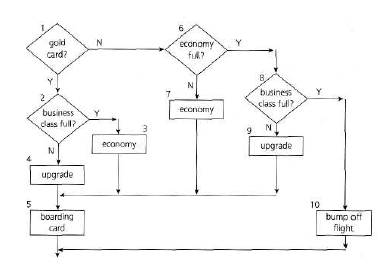 1
gold
card?
N
Y
2
business
class full?
Y
N
3
economy
4
upgrade
5
boarding
card
6
economy
full?
Y
N
7
economy
8
business
class full?
Y
N
9
upgrade
10
bump off
flight